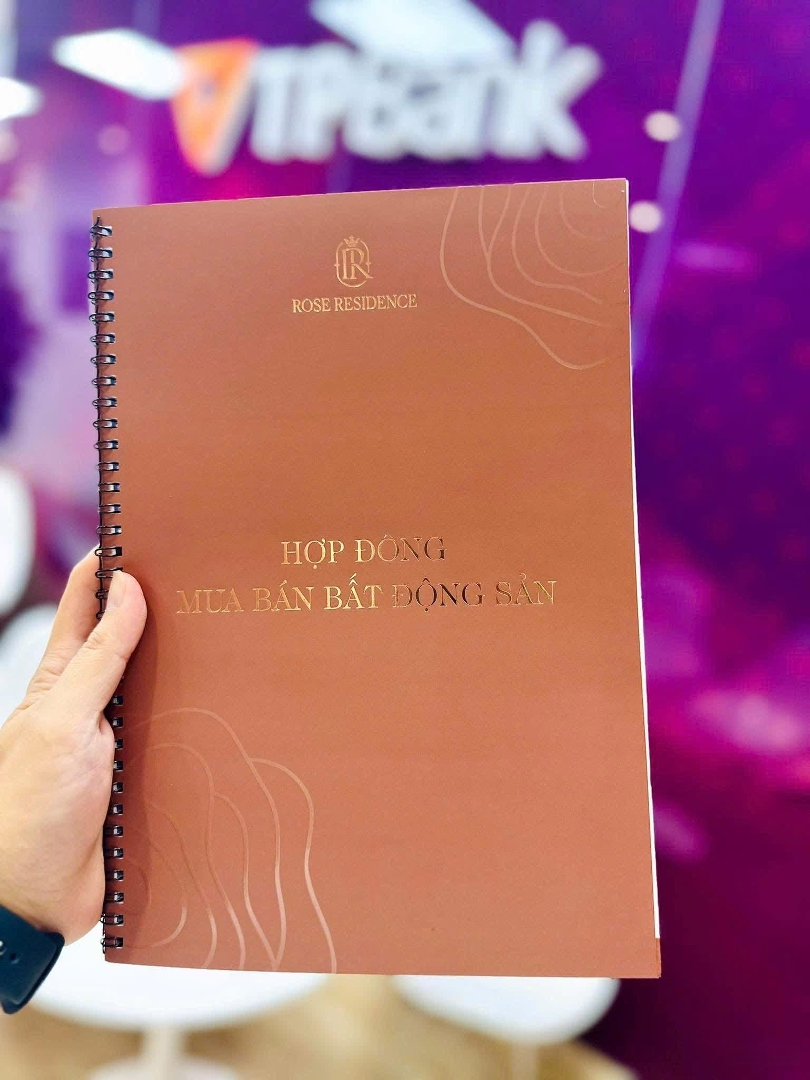 TPBank
R
ROSE RESIDENCE
HỢP ĐỒNG
MUA BÁN BẤT ĐỘNG SẢN